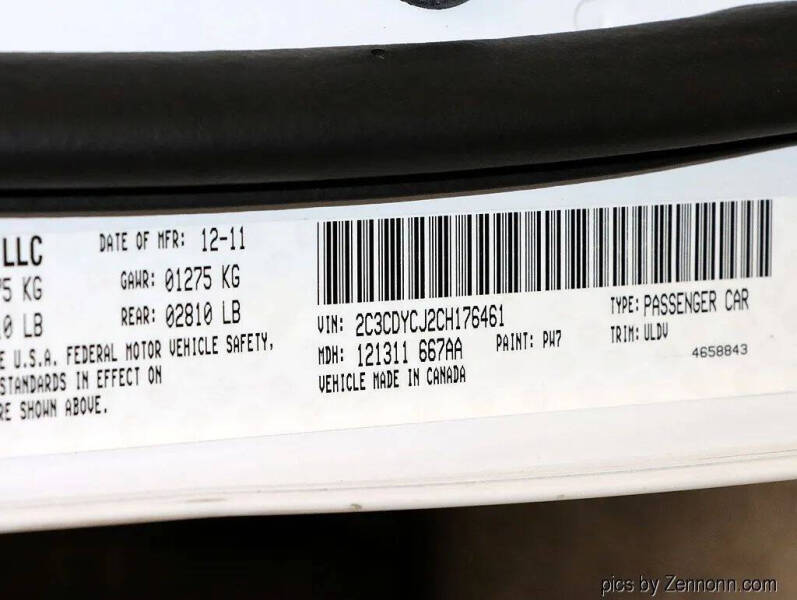 LLC
DATE OF MFR: 12-11
5 KG
GAWR: 01275 KG
0 LB
REAR: 02810 LB
E U.S.A. FEDERAL MOTOR VEHICLE SAFETY,
STANDARDS IN EFFECT ON
RE SHOWN ABOVE.
VIN: 2C3CDYCJ2CH176461
TYPE: PASSENGER CAR
MDH: 121311 667AA
PAINT: PW7
TRIM: ULDV
VEHICLE MADE IN CANADA
4658843
pics by Zennonn.com